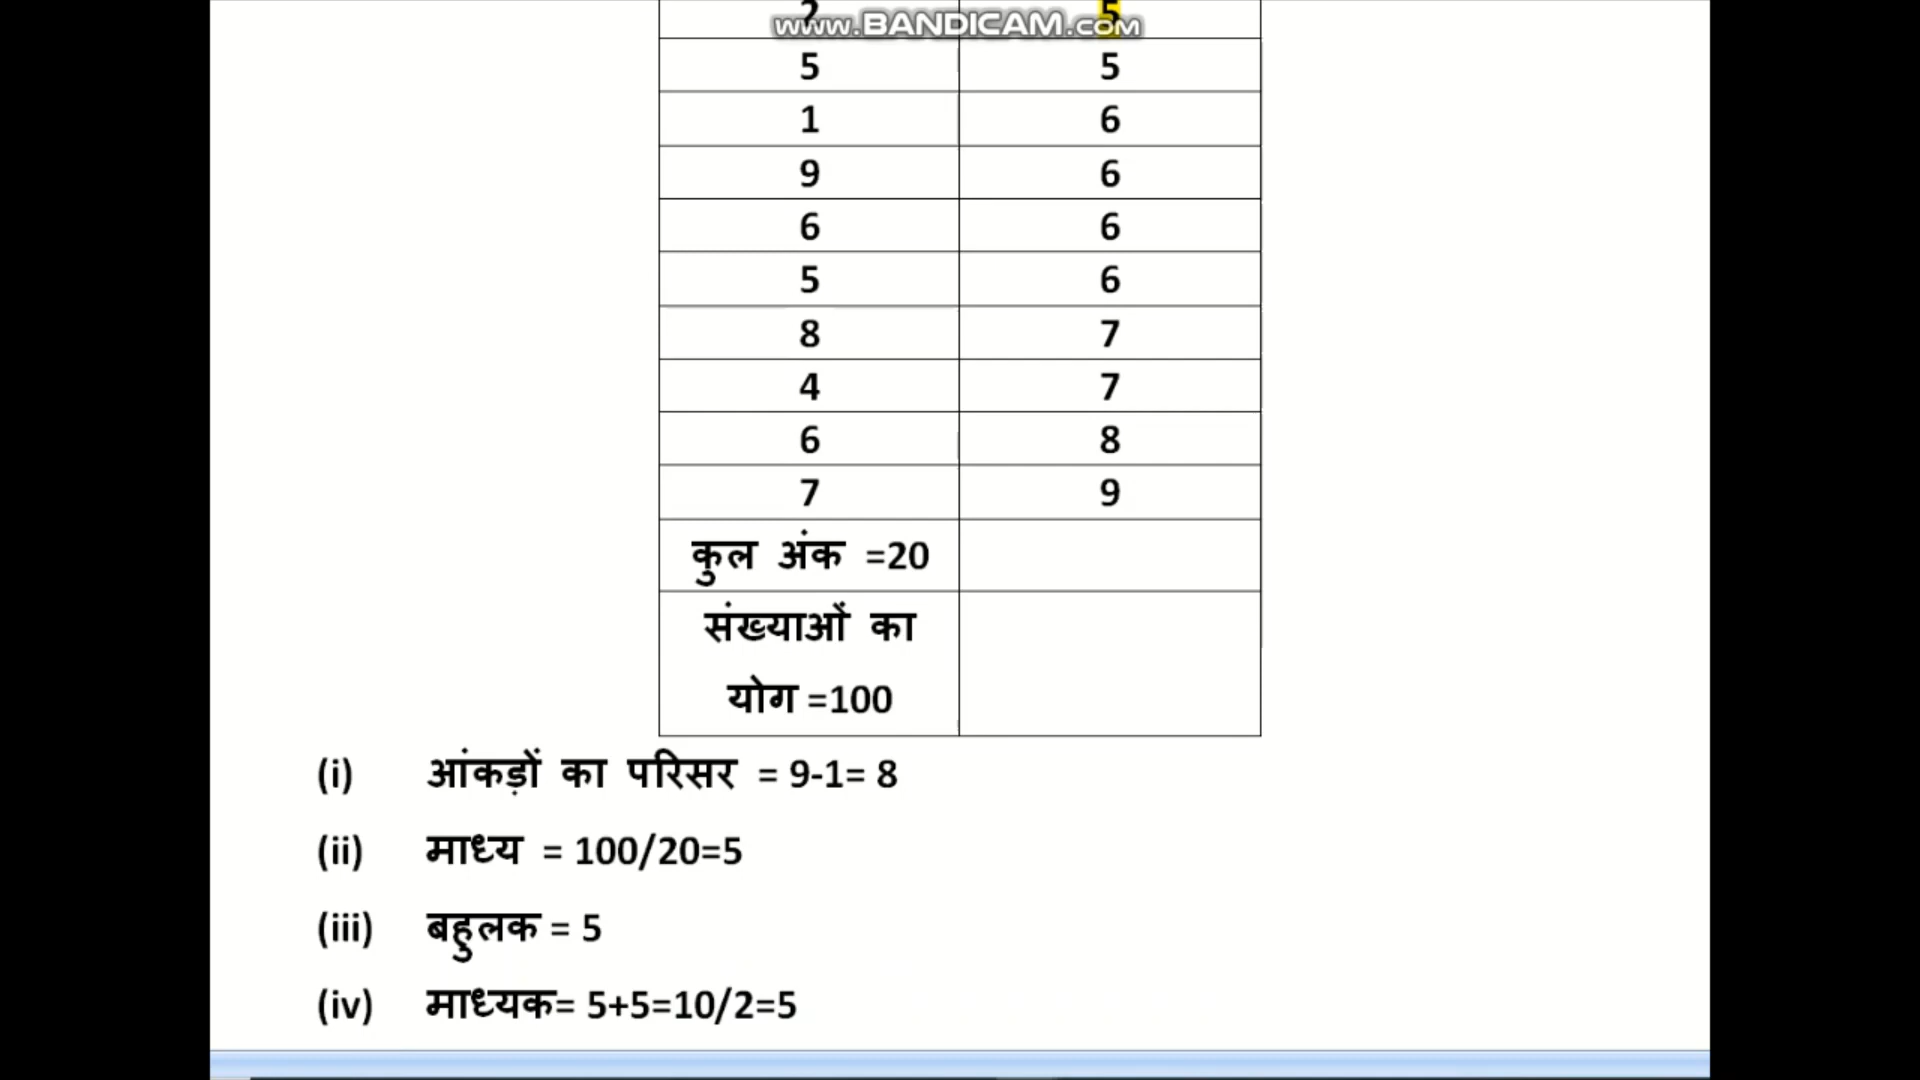 www.BANDICAM.com
2 5
5 5
1 6
9 6
6 6
5 6
8 7
4 7
6 8
7 9
कुल अंक =20
संख्याओं का
योग =100
(i) आंकड़ों का परिसर = 9-1= 8
(ii) माध्य = 100/20=5
(iii) बहुलक = 5
(iv) माध्यक= 5+5=10/2=5